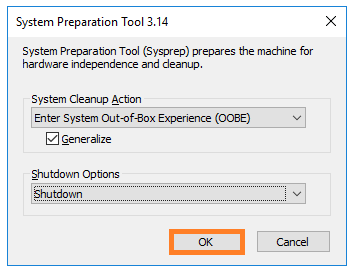 System Preparation Tool 3.14
System Preparation Tool (Sysprep) prepares the machine for
hardware independence and cleanup.
System Cleanup Action
Enter System Out-of-Box Experience (OOBE)
Generalize
Shutdown Options
Shutdown
OK
Cancel